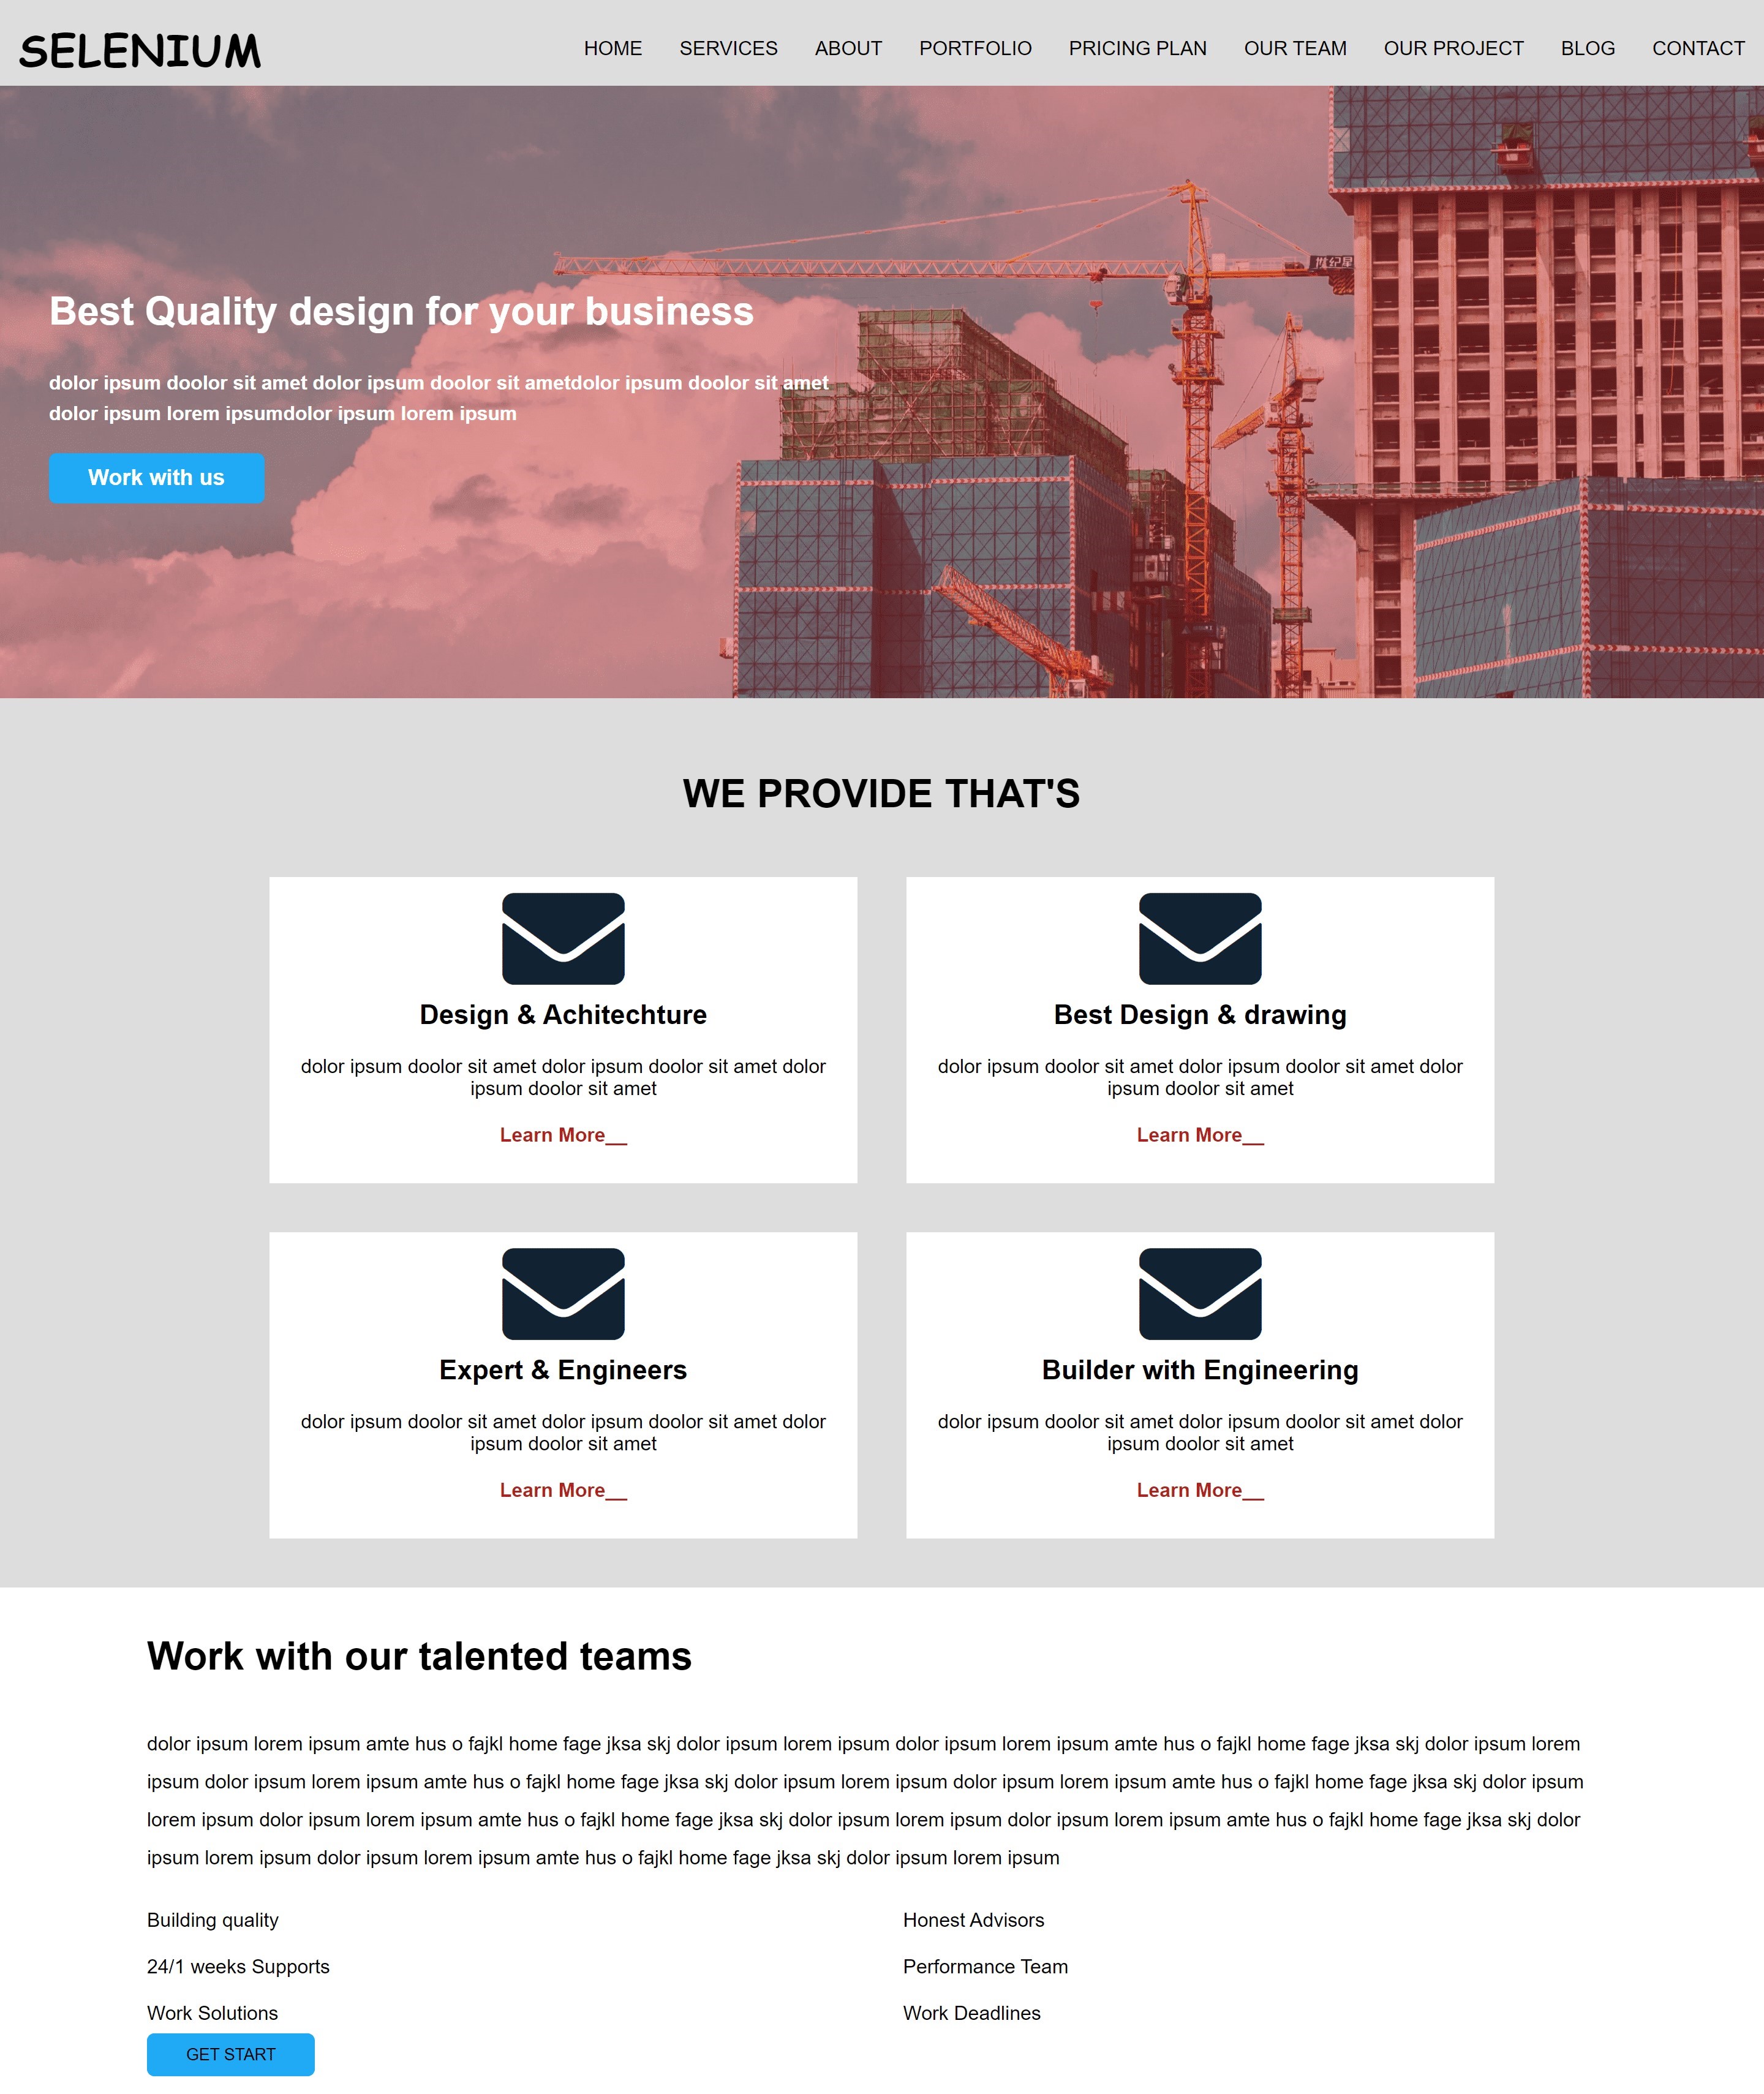 SELENIUM
HOME SERVICES ABOUT PORTFOLIO PRICING PLAN OUR TEAM OUR PROJECT BLOG CONTACT
世纪星
Best Quality design for your business
dolor ipsum doolor sit amet dolor ipsum doolor sit ametdolor ipsum doolor sit amet
dolor ipsum lorem ipsumdolor ipsum lorem ipsum
Work with us
WE PROVIDE THAT'S
Design & Achitechture
dolor ipsum doolor sit amet dolor ipsum doolor sit amet dolor
ipsum doolor sit amet
Learn More__
Best Design & drawing
dolor ipsum doolor sit amet dolor ipsum doolor sit amet dolor
ipsum doolor sit amet
Learn More__
Expert & Engineers
dolor ipsum doolor sit amet dolor ipsum doolor sit amet dolor
ipsum doolor sit amet
Learn More__
Builder with Engineering
dolor ipsum doolor sit amet dolor ipsum doolor sit amet dolor
ipsum doolor sit amet
Learn More__
Work with our talented teams
dolor ipsum lorem ipsum amte hus o fajkl home fage jksa skj dolor ipsum lorem ipsum dolor ipsum lorem ipsum amte hus o fajkl home fage jksa skj dolor ipsum lorem
ipsum dolor ipsum lorem ipsum amte hus o fajkl home fage jksa skj dolor ipsum lorem ipsum dolor ipsum lorem ipsum amte hus o fajkl home fage jksa skj dolor ipsum
lorem ipsum dolor ipsum lorem ipsum amte hus o fajkl home fage jksa skj dolor ipsum lorem ipsum dolor ipsum lorem ipsum amte hus o fajkl home fage jksa skj dolor
ipsum lorem ipsum dolor ipsum lorem ipsum amte hus o fajkl home fage jksa skj dolor ipsum lorem ipsum
Building quality
Honest Advisors
24/1 weeks Supports
Performance Team
Work Solutions
Work Deadlines
GET START